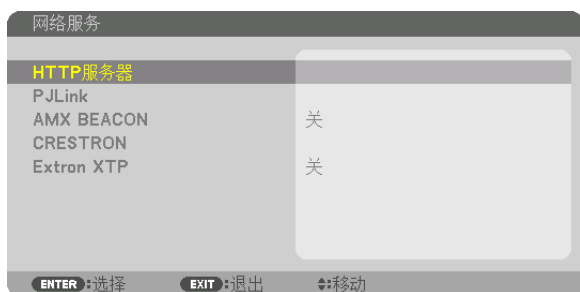 网络服务
HTTP服务器
PJLink
AMX BEACON 关
CRESTRON
Extron XTP 关
ENTER:选择 EXIT:退出 :移动